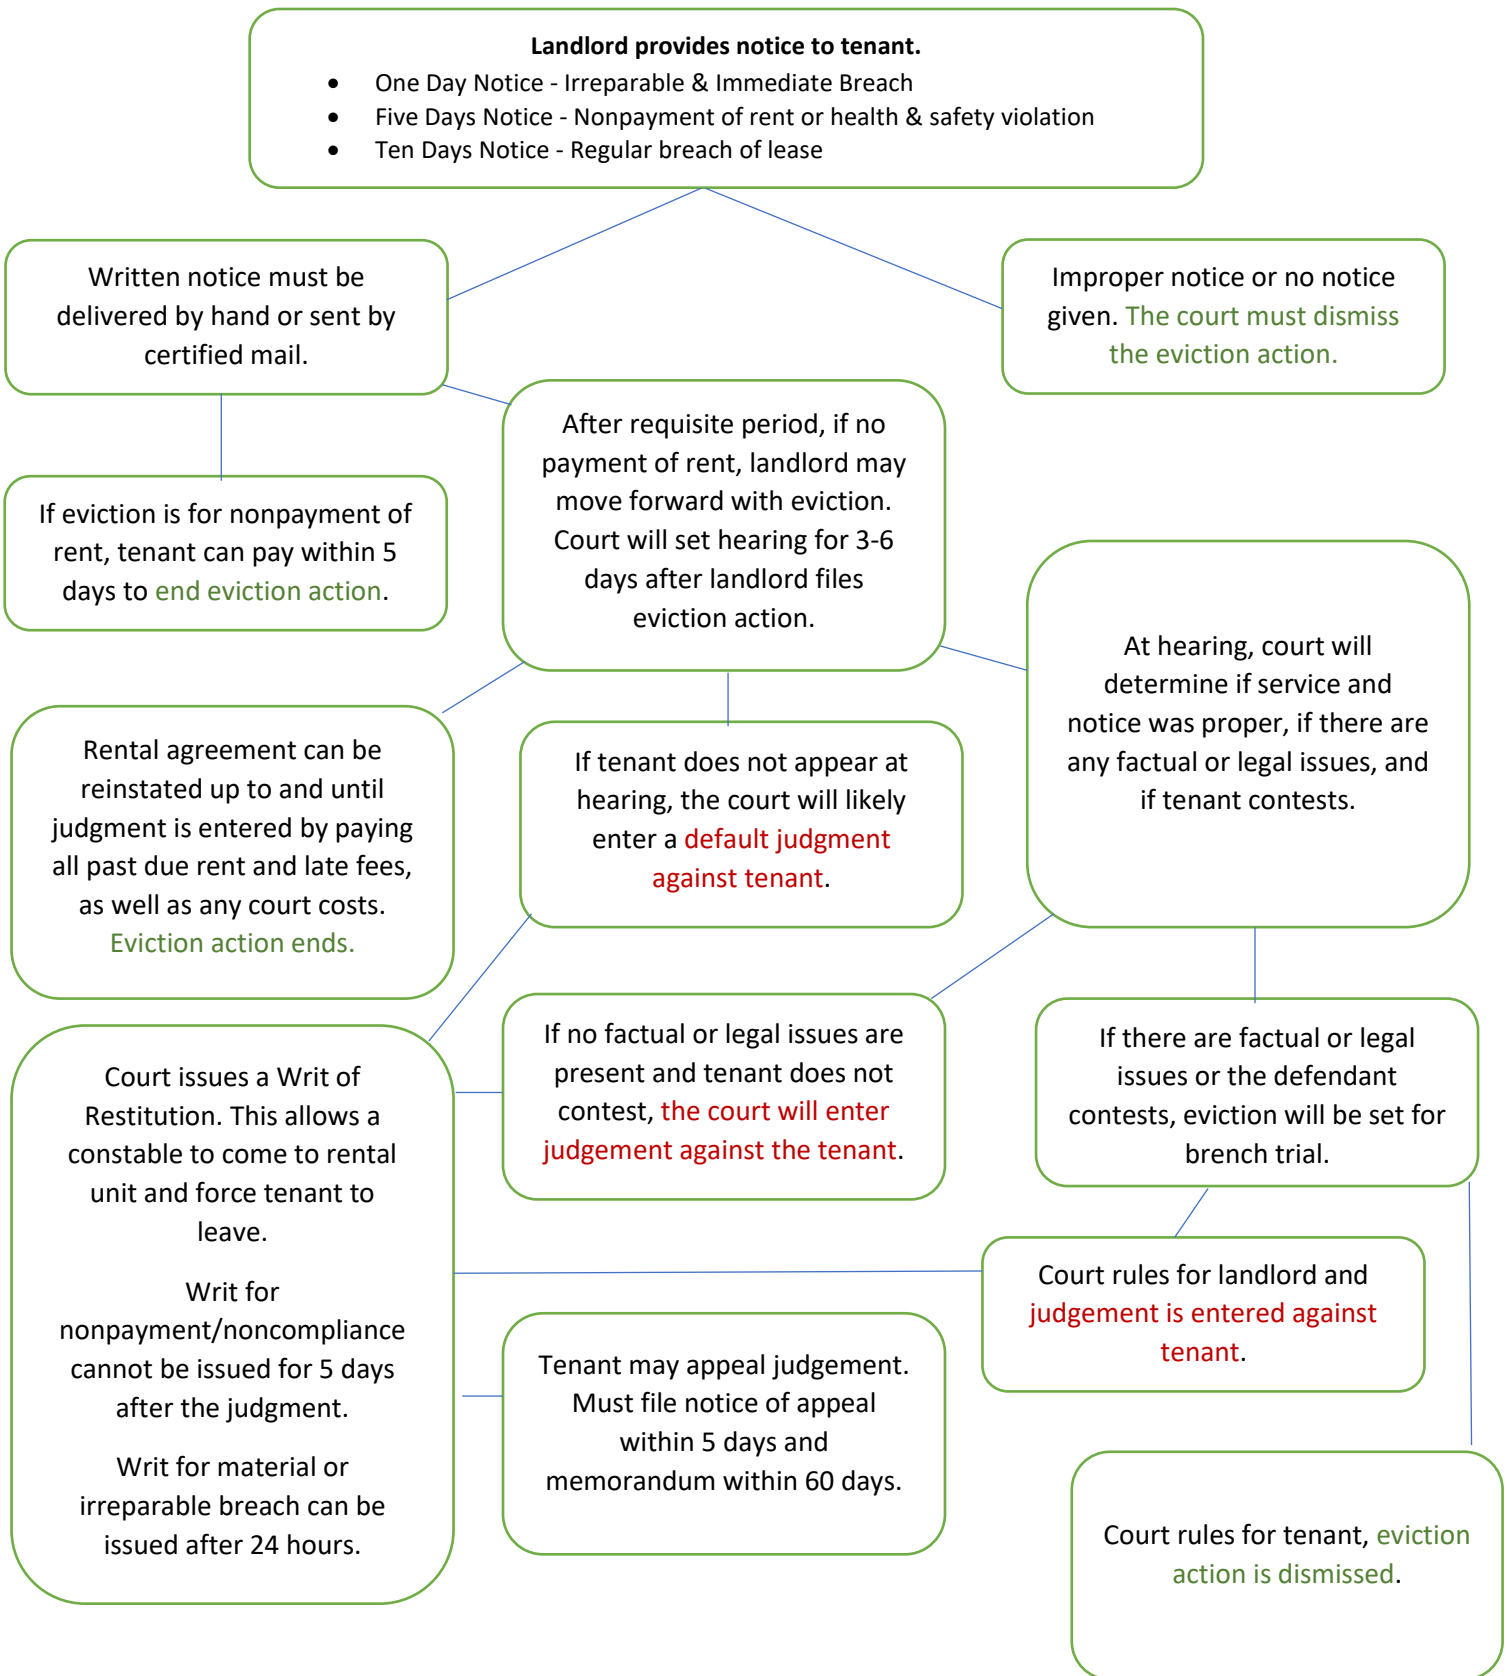 Landlord provides notice to tenant.
• One Day Notice - Irreparable & Immediate Breach
• Five Days Notice - Nonpayment of rent or health & safety violation
• Ten Days Notice - Regular breach of lease
Written notice must be
delivered by hand or sent by
certified mail.
Improper notice or no notice
given. The court must dismiss
the eviction action.
If eviction is for nonpayment of
rent, tenant can pay within 5
days to end eviction action.
After requisite period, if no
payment of rent, landlord may
move forward with eviction.
Court will set hearing for 3-6
days after landlord files
eviction action.
At hearing, court will
determine if service and
notice was proper, if there are
any factual or legal issues, and
if tenant contests.
Rental agreement can be
reinstated up to and until
judgment is entered by paying
all past due rent and late fees,
as well as any court costs.
Eviction action ends.
If tenant does not appear at
hearing, the court will likely
enter a default judgment
against tenant.
If no factual or legal issues are
present and tenant does not
contest, the court will enter
judgement against the tenant.
If there are factual or legal
issues or the defendant
contests, eviction will be set for
brench trial.
Court issues a Writ of
Restitution. This allows a
constable to come to rental
unit and force tenant to
leave.
Writ for
nonpayment/noncompliance
cannot be issued for 5 days
after the judgment.
Writ for material or
irreparable breach can be
issued after 24 hours.
Court rules for landlord and
judgement is entered against
tenant.
Tenant may appeal judgement.
Must file notice of appeal
within 5 days and
memorandum within 60 days.
Court rules for tenant, eviction
action is dismissed.